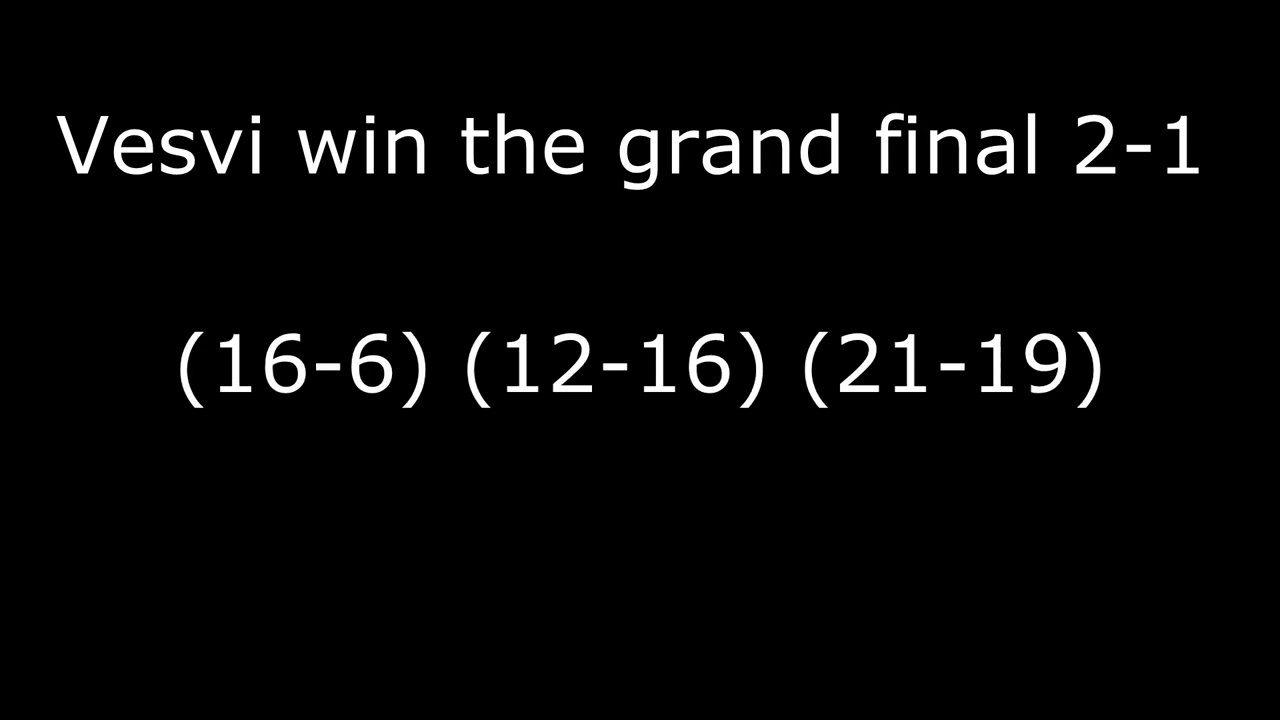 Vesvi win the grand final 2-1
(16-6) (12-16) (21-19)